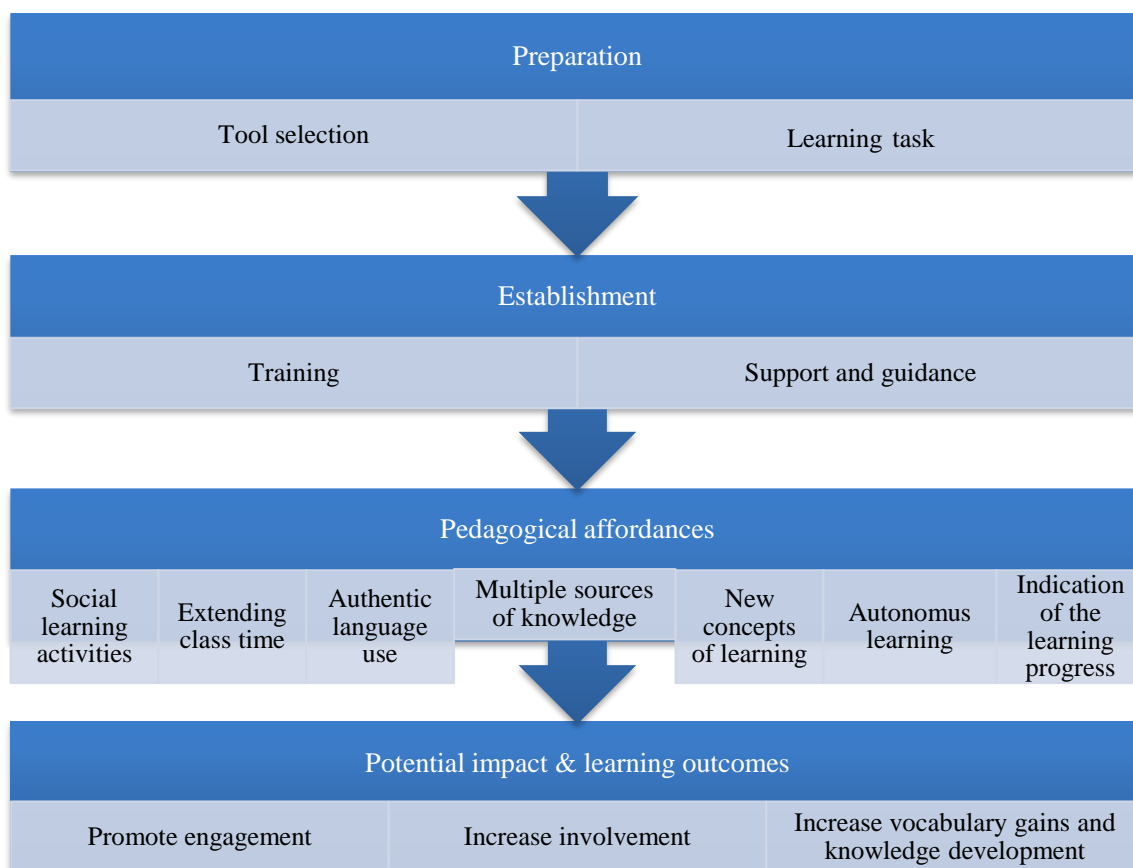 Preparation
Tool selection
Learning task
Establishment
Training
Support and guidance
Pedagogical affordances
Social
learning
activities
Extending
class time
Authentic
language
use
Multiple sources
of knowledge
New
concepts
of learning
Autonomus
learning
Indication
of the
learning
progress
Potential impact & learning outcomes
Promote engagement
Increase involvement
Increase vocabulary gains and
knowledge development